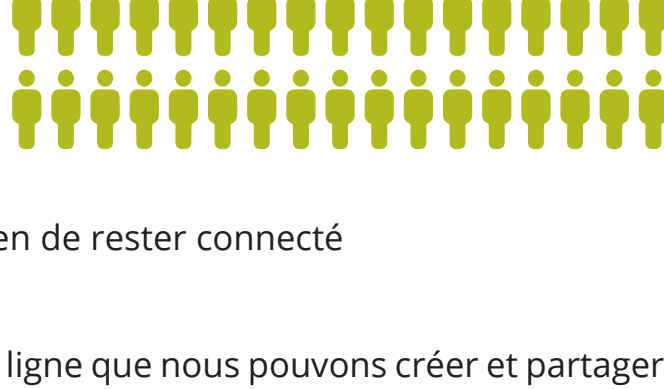 en de rester connecté
ligne que nous pouvons créer et partager